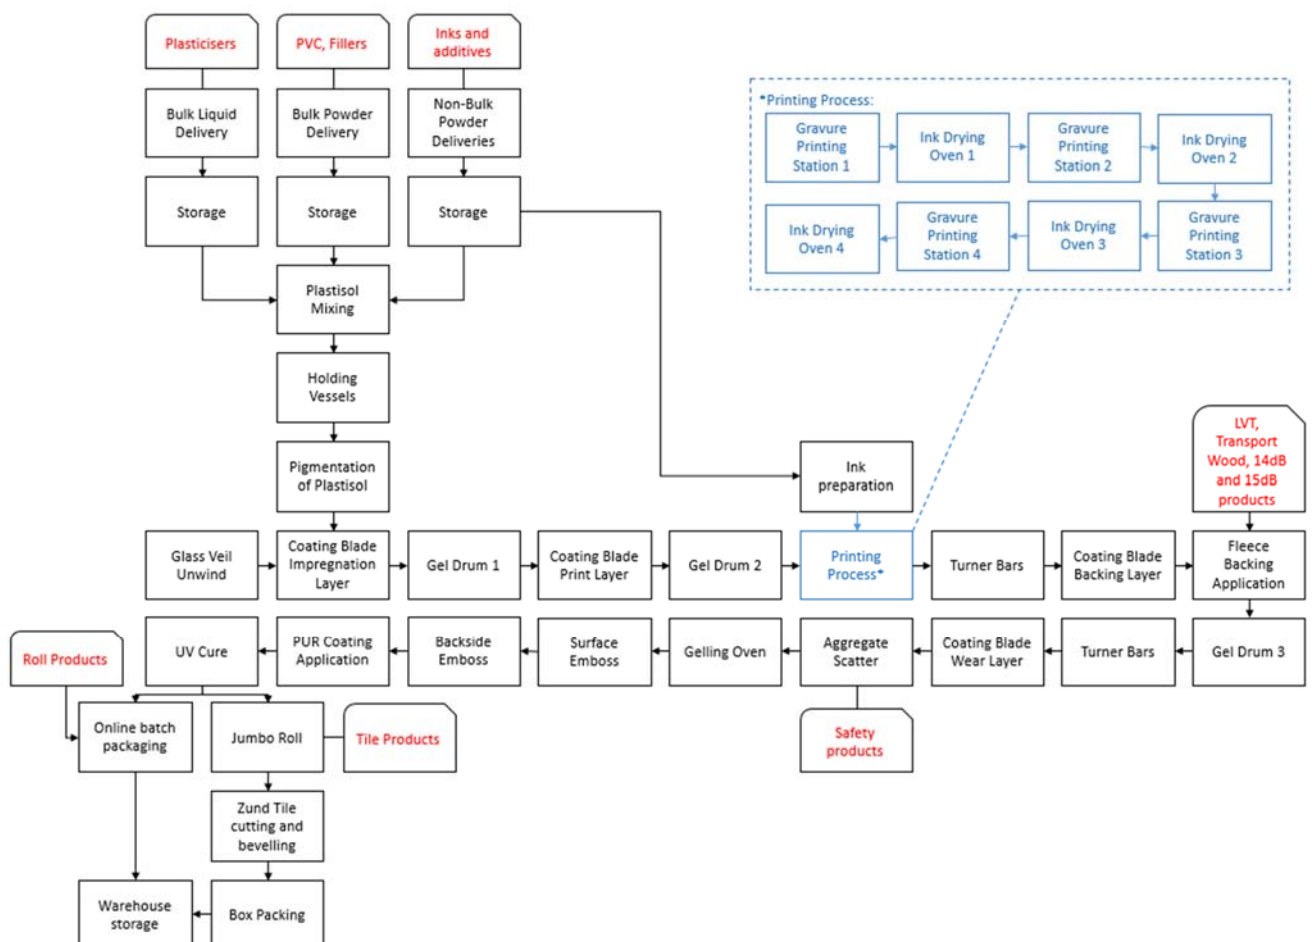 Plasticisers
PVC, Fillers
Inks and
additives
Bulk Liquid
Delivery
Bulk Powder
Delivery
Non-Bulk
Powder
Deliveries
Storage
Storage
Storage
Plastisol
Mixing
Holding
Vessels
Pigmentation
of Plastisol
*Printing Process:
Gravure
Printing
Station 1
Ink Drying
Oven 1
Gravure
Printing
Station 2
Ink Drying
Oven 2
Ink Drying
Oven 4
Gravure
Printing
Station 4
Ink Drying
Oven 3
Gravure
Printing
Station 3
Ink
preparation
LVT,
Transport
Wood, 14dB
and 15dB
products
Glass Veil
Unwind
Coating Blade
Impregnation
Layer
Gel Drum 1
Coating Blade
Print Layer
Gel Drum 2
Printing
Process*
Turner Bars
Coating Blade
Backing Layer
Fleece
Backing
Application
Roll Products
UV Cure
PUR Coating
Application
Backside
Emboss
Surface
Emboss
Gelling Oven
Aggregate
Scatter
Coating Blade
Wear Layer
Turner Bars
Gel Drum 3
Online batch
packaging
Jumbo Roll
Tile Products
Safety
products
Zund Tile
cutting and
bevelling
Warehouse
storage
Box Packing